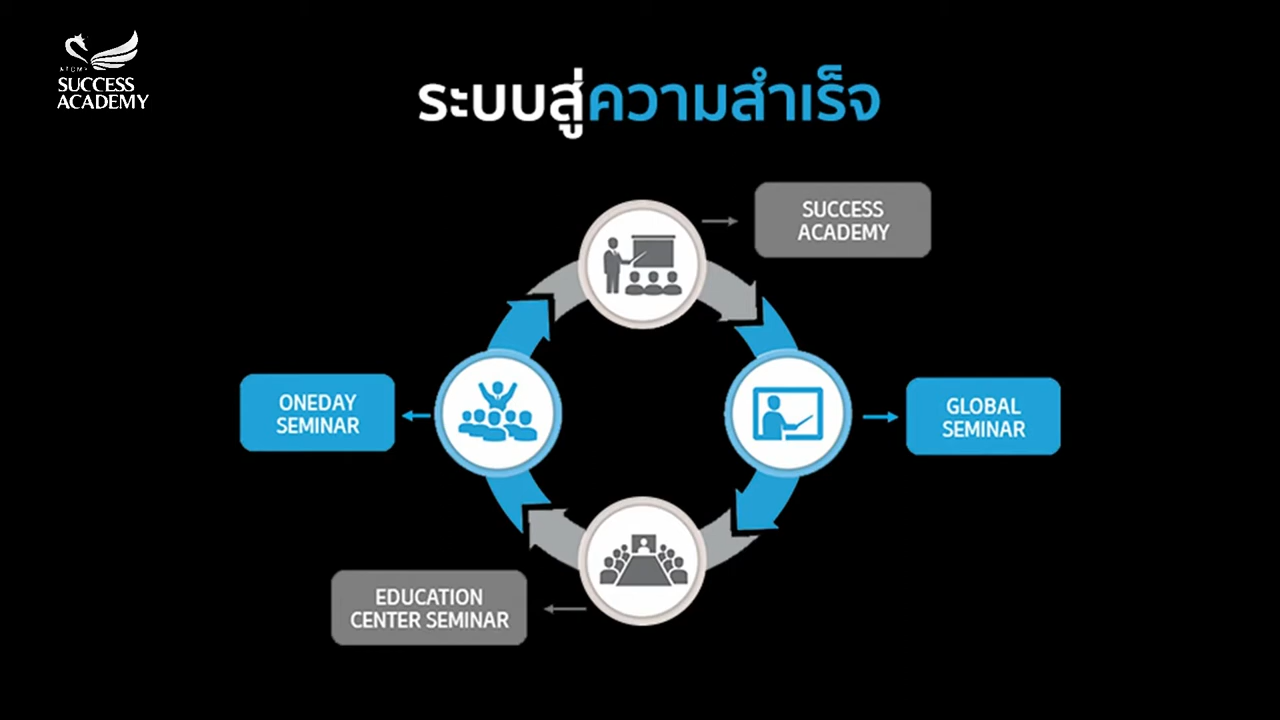 ATOMY
SUCCESS
ACADEMY
ระบบสู่ความสำเร็จ
SUCCESS
ACADEMY
ONEDAY
SEMINAR
GLOBAL
SEMINAR
EDUCATION
CENTER SEMINAR